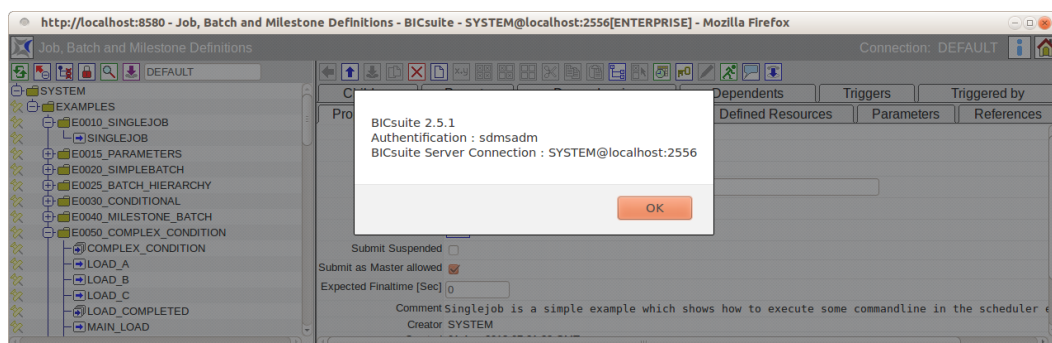 http://localhost:8580 - Job, Batch and Milestone Definitions - BICsuite - SYSTEM@localhost:2556[ENTERPRISE] - Mozilla Firefox
Job, Batch and Milestone Definitions
Connection: DEFAULT
DEFAULT
SYSTEM
EXAMPLES
E0010_SINGLEJOB
SINGLEJOB
E0015_PARAMETERS
E0020_SIMPLEBATCH
E0025_BATCH_HIERARCHY
E0030_CONDITIONAL
E0040_MILESTONE_BATCH
E0050_COMPLEX_CONDITION
COMPLEX_CONDITION
LOAD_A
LOAD_B
LOAD_C
LOAD_COMPLETED
MAIN_LOAD
Dependents Triggers Triggered by
Pro Defined Resources Parameters References
BICsuite 2.5.1
Authentification : sdmsadm
BICsuite Server Connection : SYSTEM@localhost:2556
OK
Submit Suspended
Submit as Master allowed
Expected Finaltime [Sec] 0
Comment Singlejob is a simple example which shows how to execute some commandline in the scheduler
Creator SYSTEM